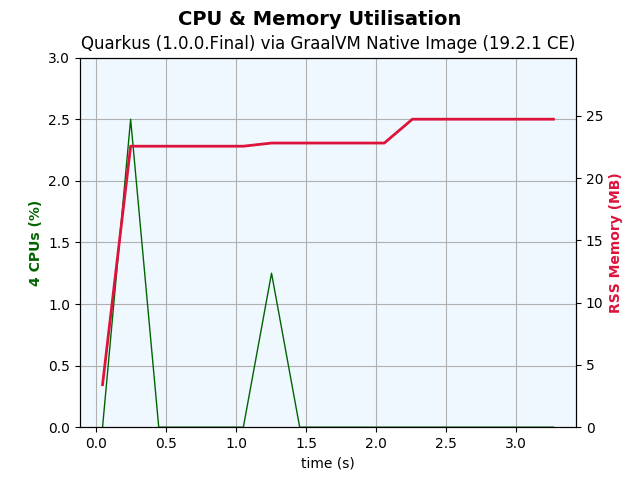 CPU & Memory Utilisation
Quarkus (1.0.0.Final) via GraalVM Native Image (19.2.1 CE)
3.0
2.5
2.0
1.5
1.0
0.5
0.0
4 CPUs (%)
25
20
15
10
5
0
RSS Memory (MB)
0.0 0.5 1.0 1.5 2.0 2.5 3.0
time (s)